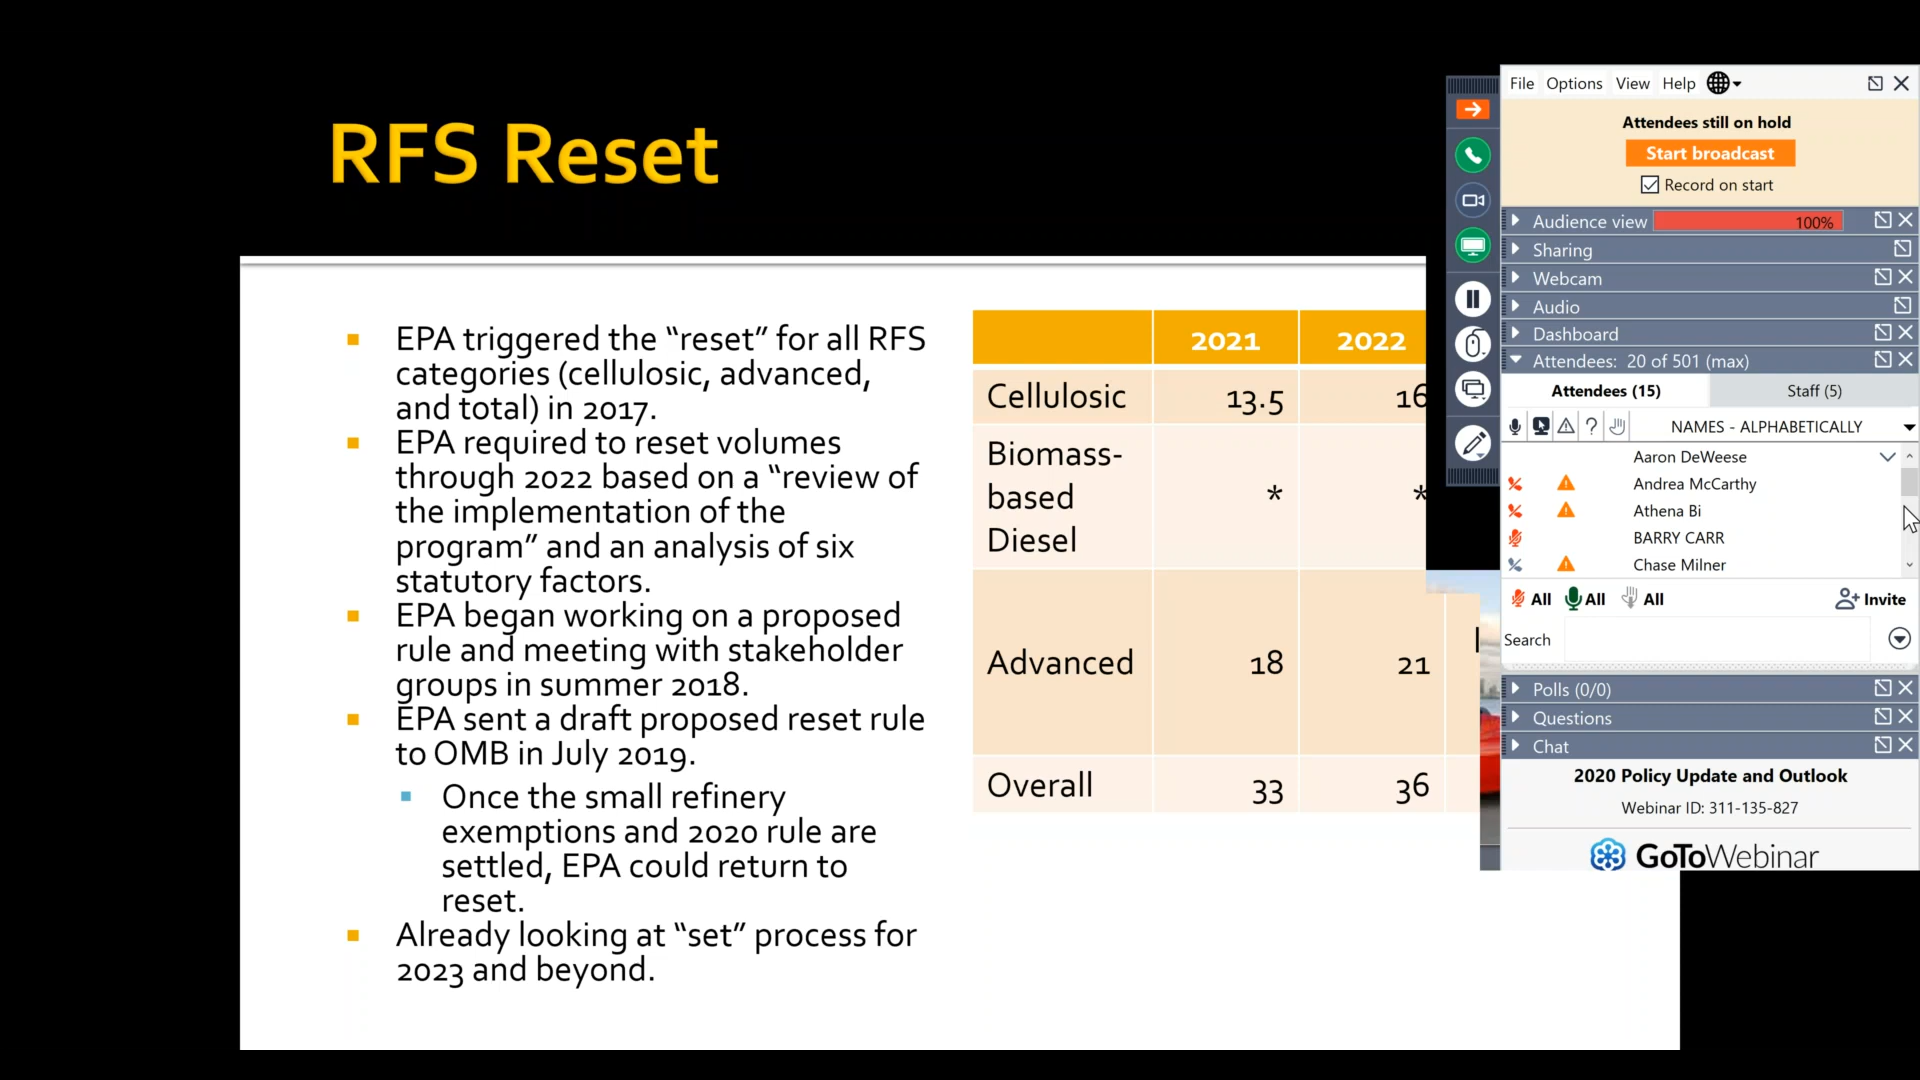 RFS Reset
EPA triggered the “reset” for all RFS
categories (cellulosic, advanced,
and total) in 2017.
EPA required to reset volumes
through 2022 based on a “review of
the implementation of the
program” and an analysis of six
statutory factors.
EPA began working on a proposed
rule and meeting with stakeholder
groups in summer 2018.
EPA sent a draft proposed reset rule
to OMB in July 2019.
Once the small refinery
exemptions and 2020 rule are
settled, EPA could return to
reset.
Already looking at “set” process for
2023 and beyond.
2021 2022
Cellulosic 13.5 16
Biomass-
based * *
Diesel
Advanced 18 21
Overall 33 36
File Options View Help
Attendees still on hold
Start broadcast
Record on start
Audience view 100%
Sharing
Webcam
Audio
Dashboard
Attendees: 20 of 501 (max)
Attendees (15) Staff (5)
NAMES - ALPHABETICALLY
Aaron DeWeese
Andrea McCarthy
Athena Bi
BARRY CARR
Chase Milner
All All All Invite
Search
Polls (0/0)
Questions
Chat
2020 Policy Update and Outlook
Webinar ID: 311-135-827
GoToWebinar